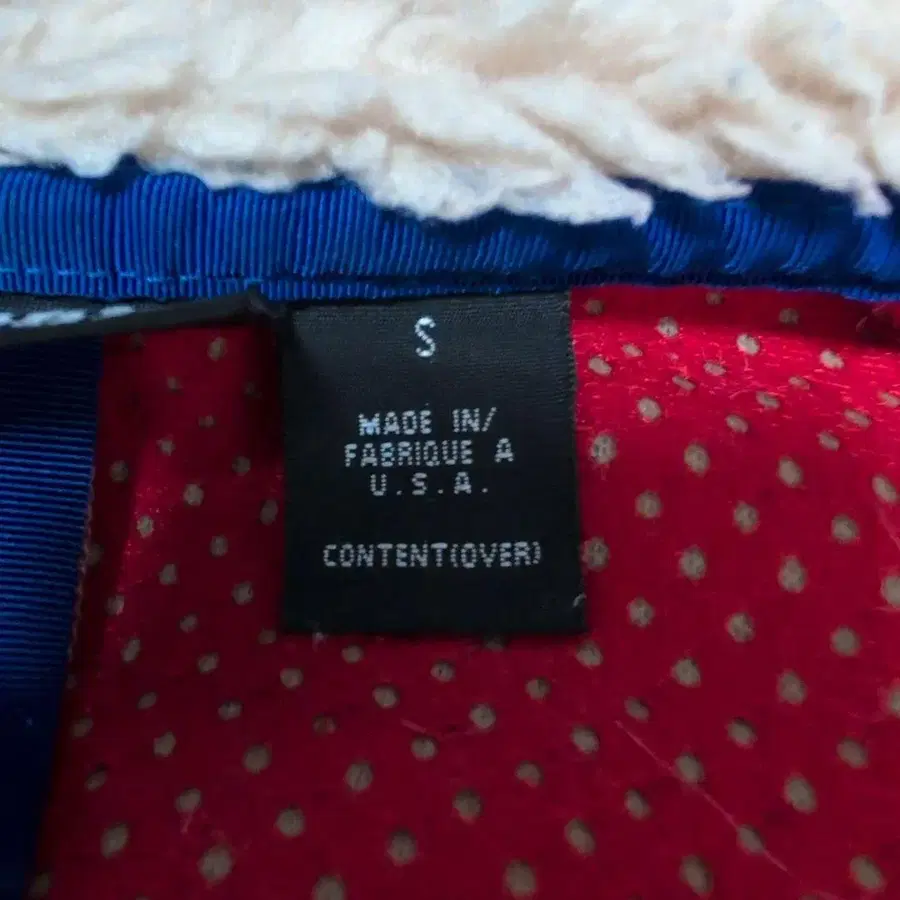 S
MADE IN/
FABRIQUE A
U.S.A.
CONTENT(OVER)